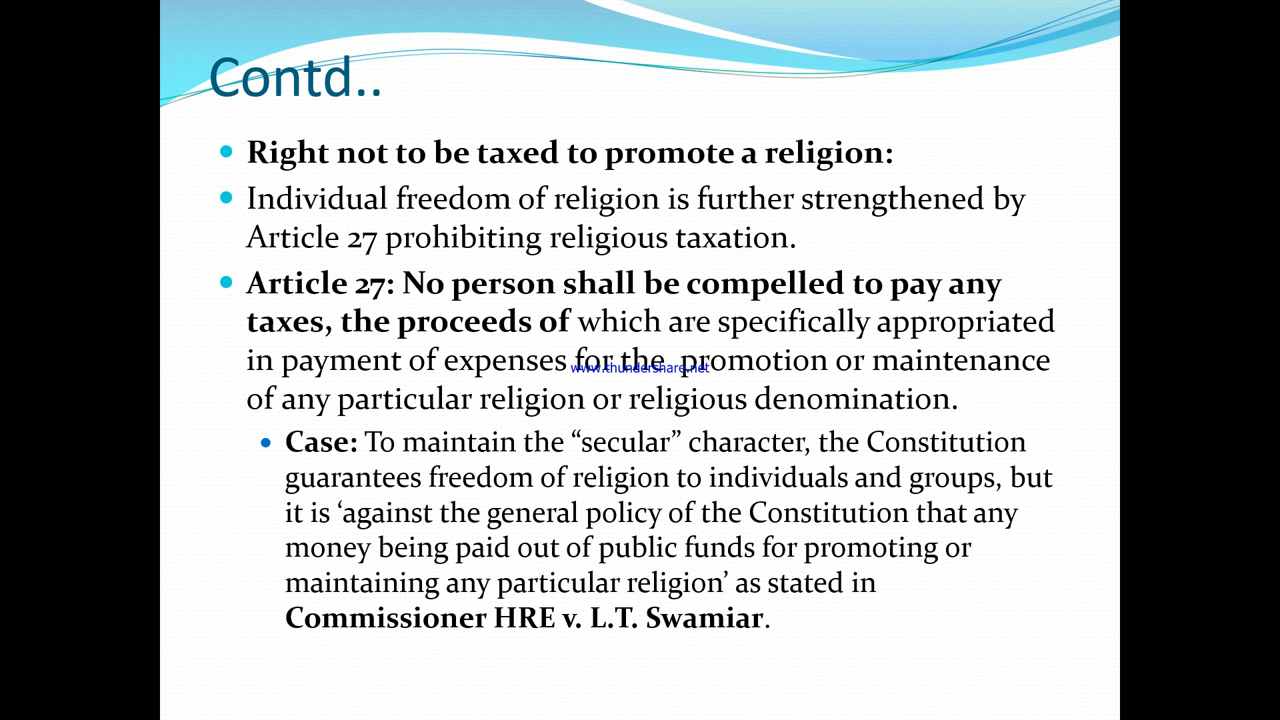 Contd..
Right not to be taxed to promote a religion:
Individual freedom of religion is further strengthened by
Article 27 prohibiting religious taxation.
Article 27: No person shall be compelled to pay any
taxes, the proceeds of which are specifically appropriated
in payment of expenses for the promotion or maintenance
www.thundershare.net
of any particular religion or religious denomination.
Case: To maintain the “secular” character, the Constitution
guarantees freedom of religion to individuals and groups, but
it is ‘against the general policy of the Constitution that any
money being paid out of public funds for promoting or
maintaining any particular religion’ as stated in
Commissioner HRE v. L.T. Swamiar.